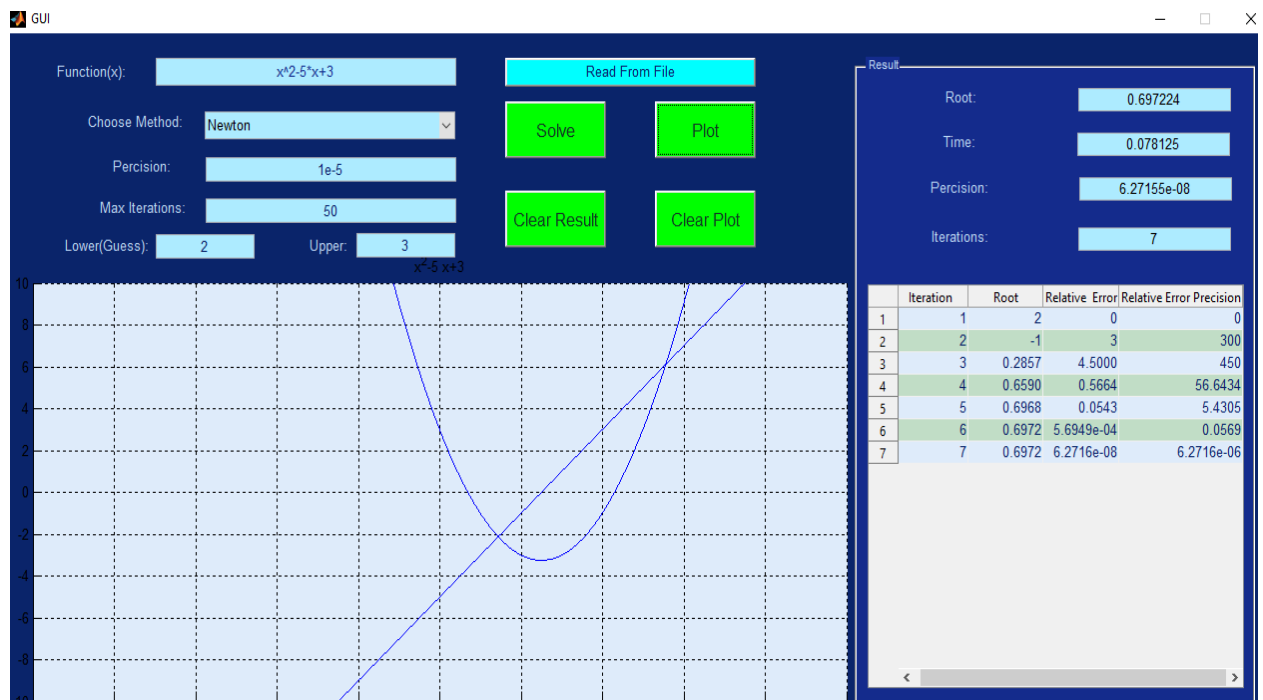 GUI
Function(x): x^2-5*x+3
Read From File
Choose Method: Newton
Solve
Plot
Percision: 1e-5
Max Iterations: 50
Clear Result
Clear Plot
Lower(Guess): 2 Upper: 3
x²-5 x+3
10
8
6
4
2
0
-2
-4
-6
-8
-10
Result
Root: 0.697224
Time: 0.078125
Percision: 6.27155e-08
Iterations: 7
Iteration Root Relative Error Relative Error Precision
1 1 2 0 0
2 2 -1 3 300
3 3 0.2857 4.5000 450
4 4 0.6590 0.5664 56.6434
5 5 0.6968 0.0543 5.4305
6 6 0.6972 5.6949e-04 0.0569
7 7 0.6972 6.2716e-08 6.2716e-06